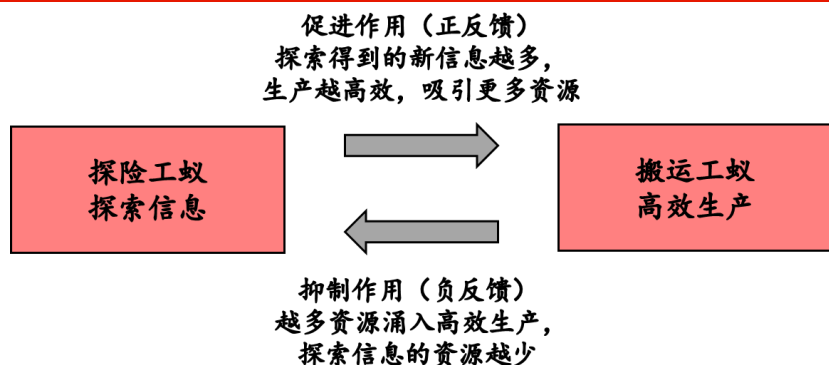 促进作用（正反馈）
探索得到的新信息越多，
生产越高效，吸引更多资源
探险工蚁
探索信息
搬运工蚁
高效生产
抑制作用（负反馈）
越多资源涌入高效生产，
探索信息的资源越少